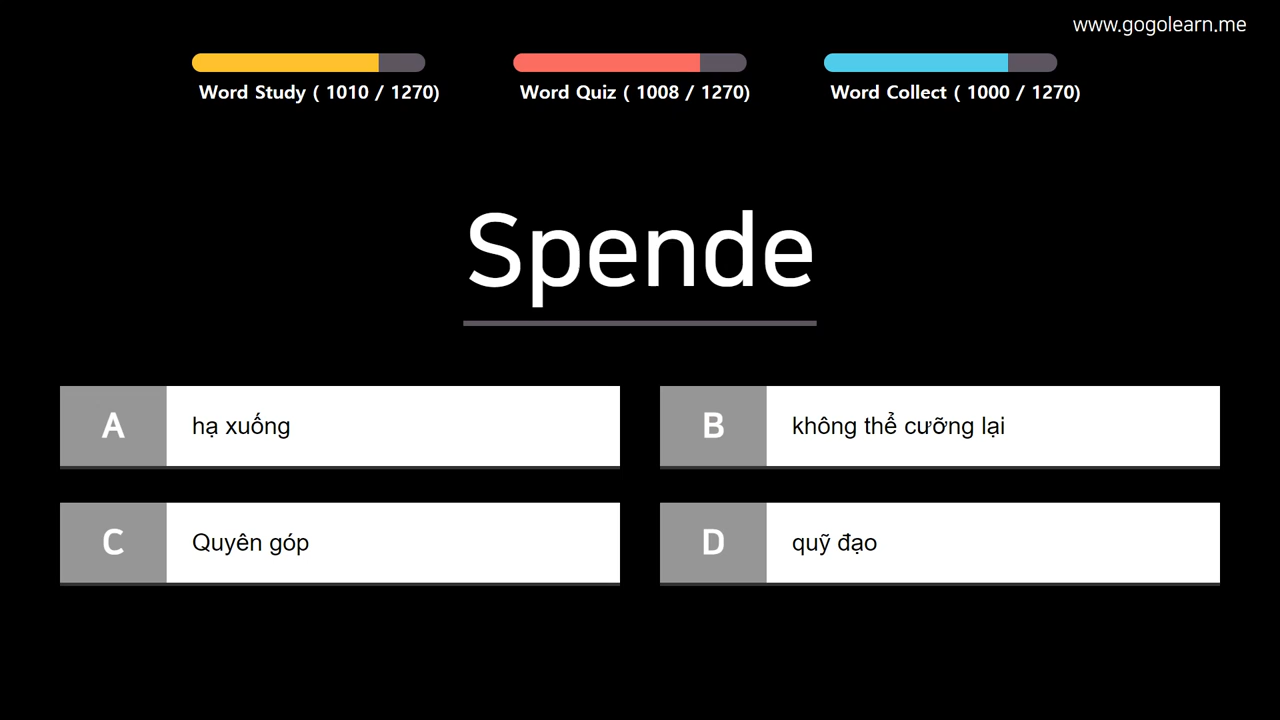 www.gogolearn.me
Word Study ( 1010 / 1270)
Word Quiz ( 1008 / 1270)
Word Collect ( 1000 / 1270)
Spende
A
hạ xuống
B
không thể cưỡng lại
C
Quyên góp
D
quỹ đạo